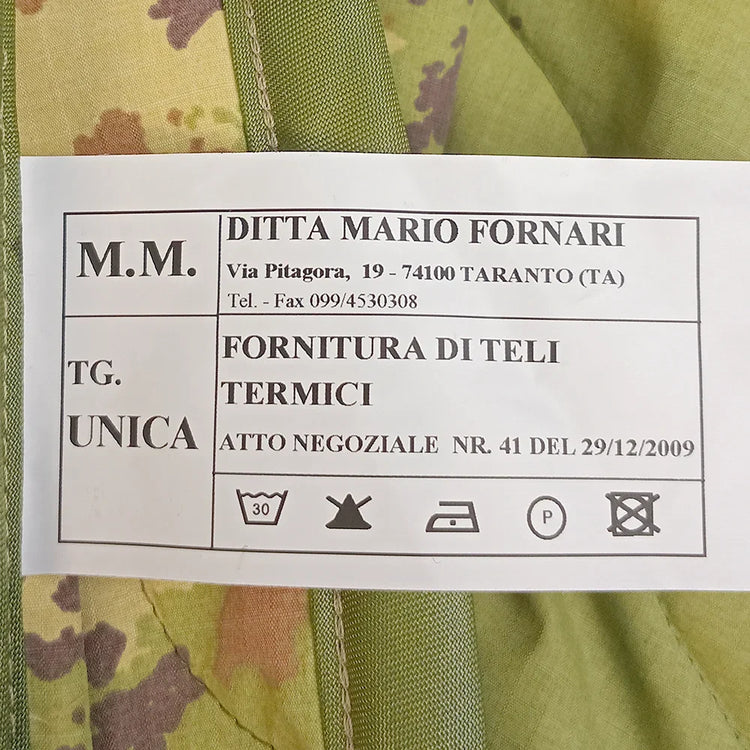 M.M.
DITTA MARIO FORNARI
Via Pitagora, 19 - 74100 TARANTO (TA)
Tel. - Fax 099/4530308
TG.
UNICA
FORNITURA DI TELI
TERMICI
ATTO NEGOZIALE NR. 41 DEL 29/12/2009
30
P